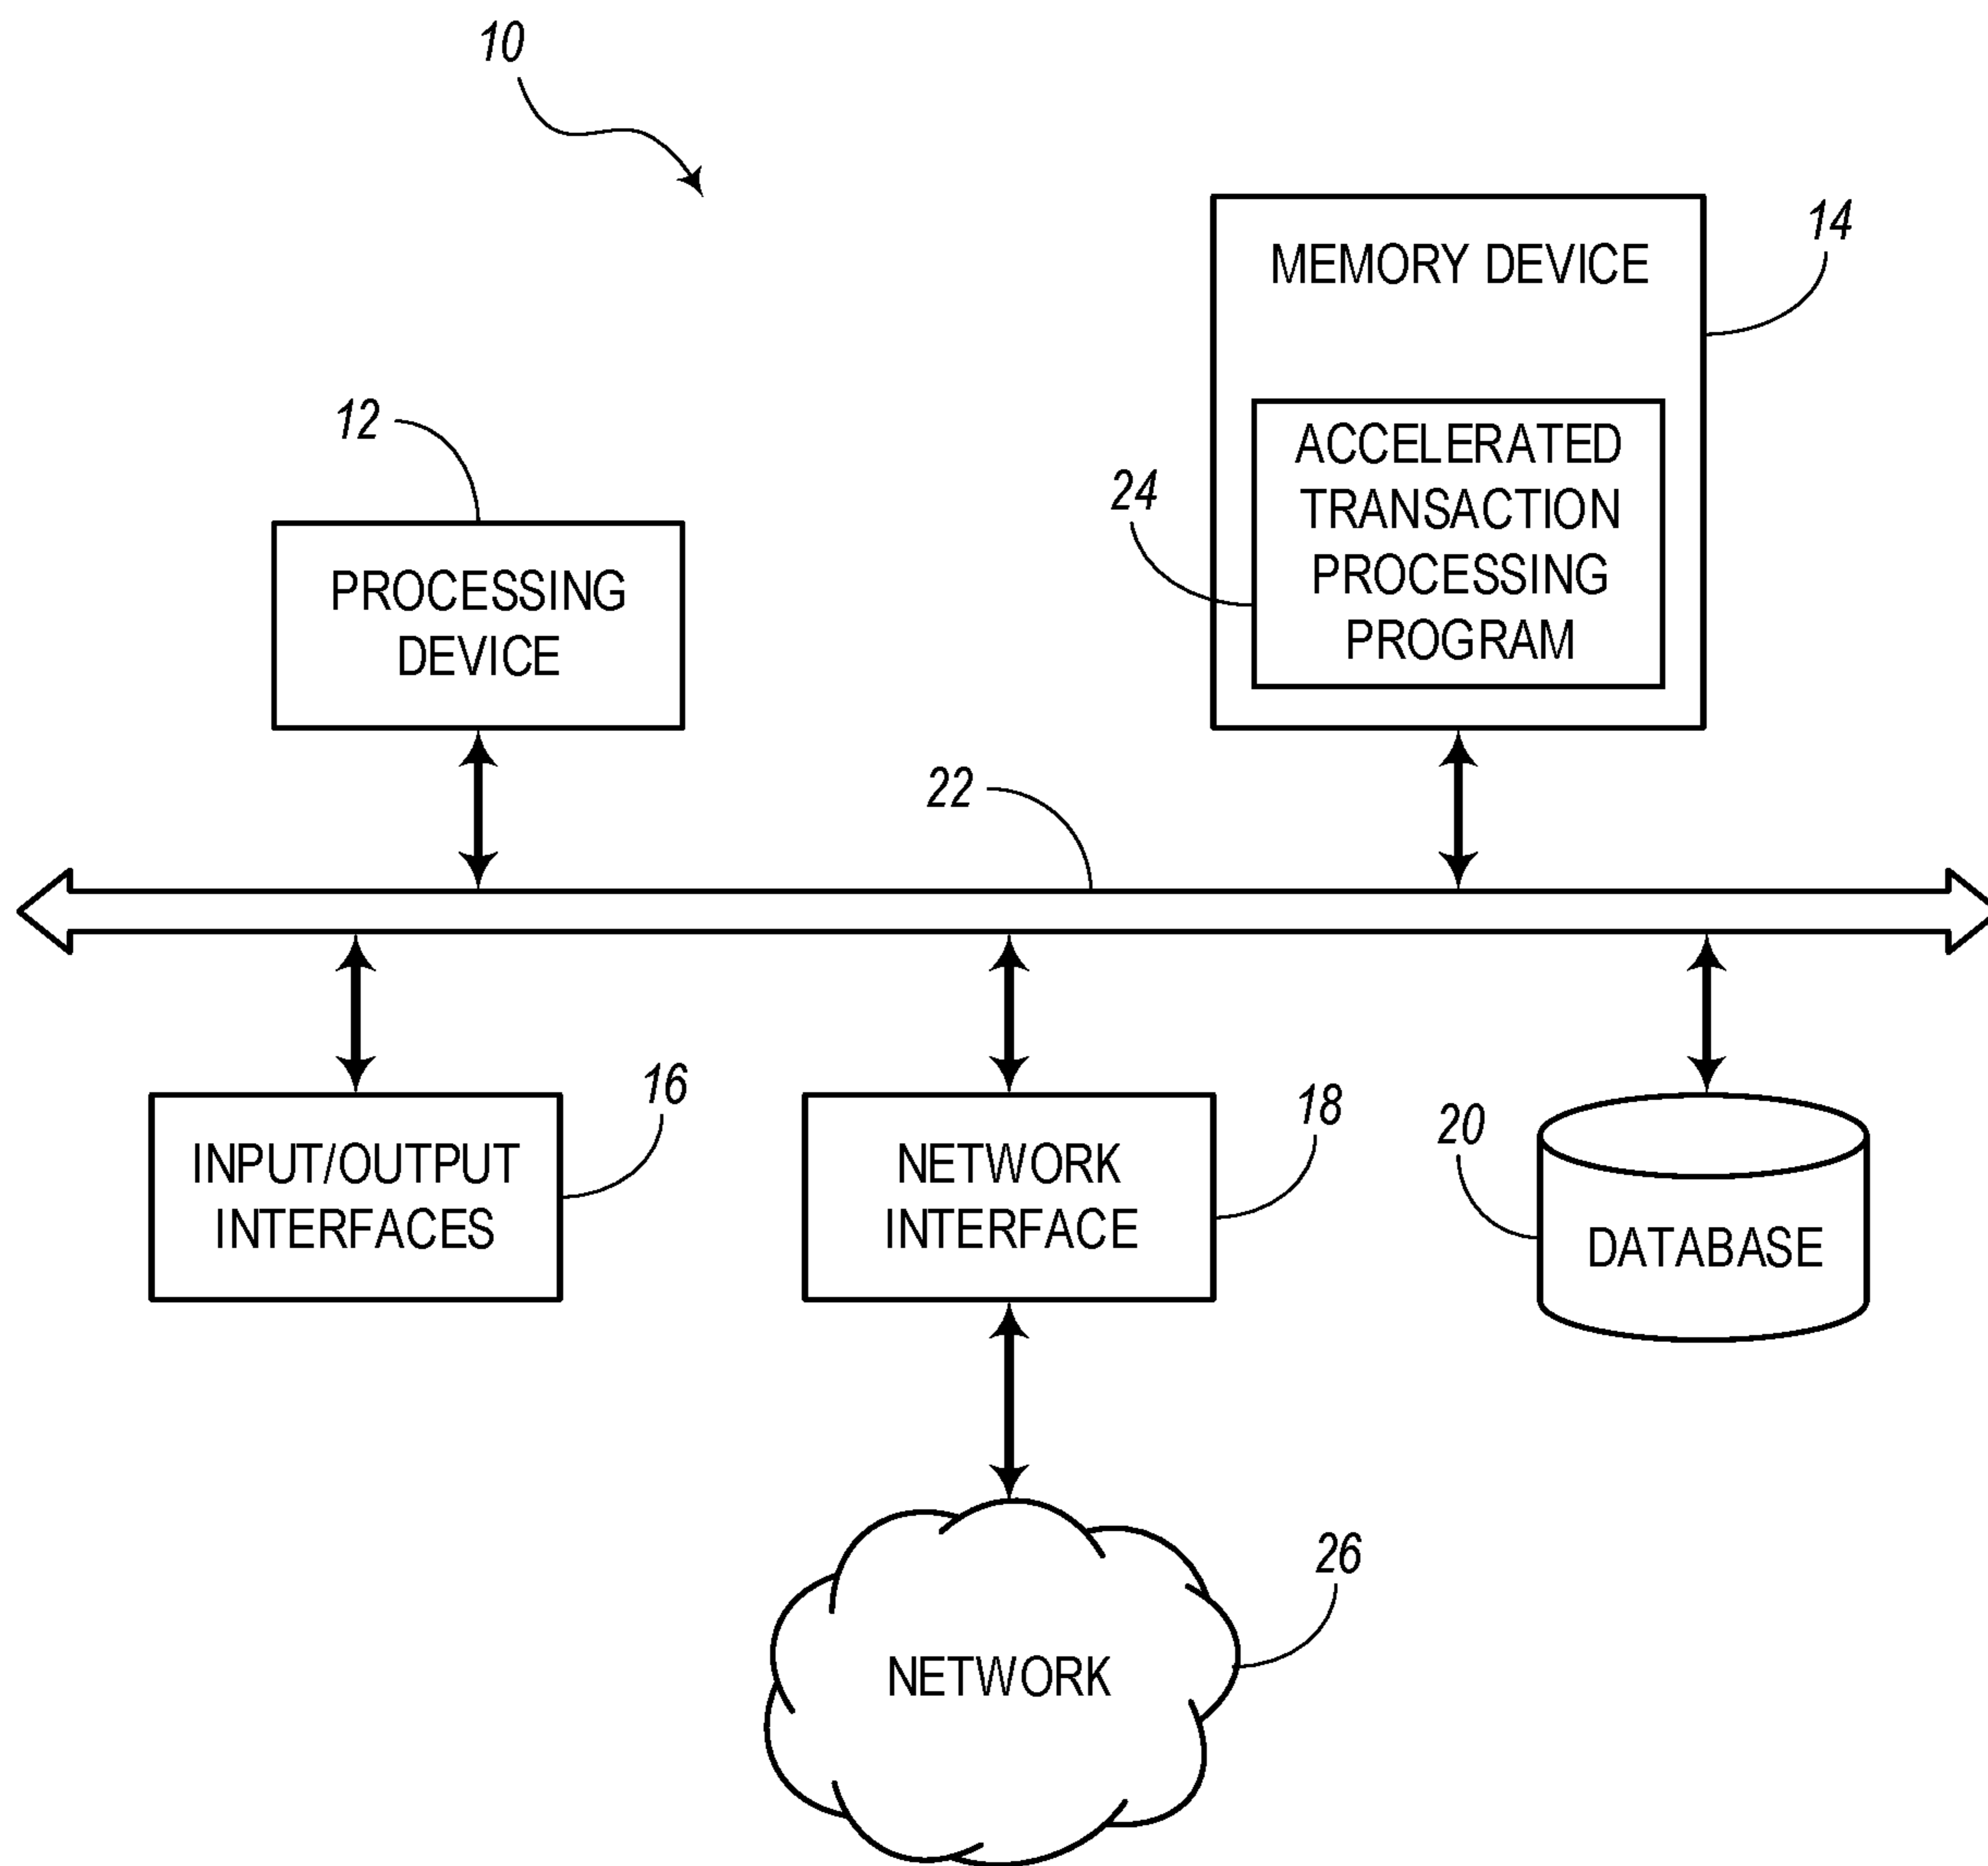 10
14
MEMORY DEVICE
12
ACCELERATED
TRANSACTION
PROCESSING
PROGRAM
24
PROCESSING
DEVICE
22
16
INPUT/OUTPUT
INTERFACES
18
NETWORK
INTERFACE
20
DATABASE
26
NETWORK